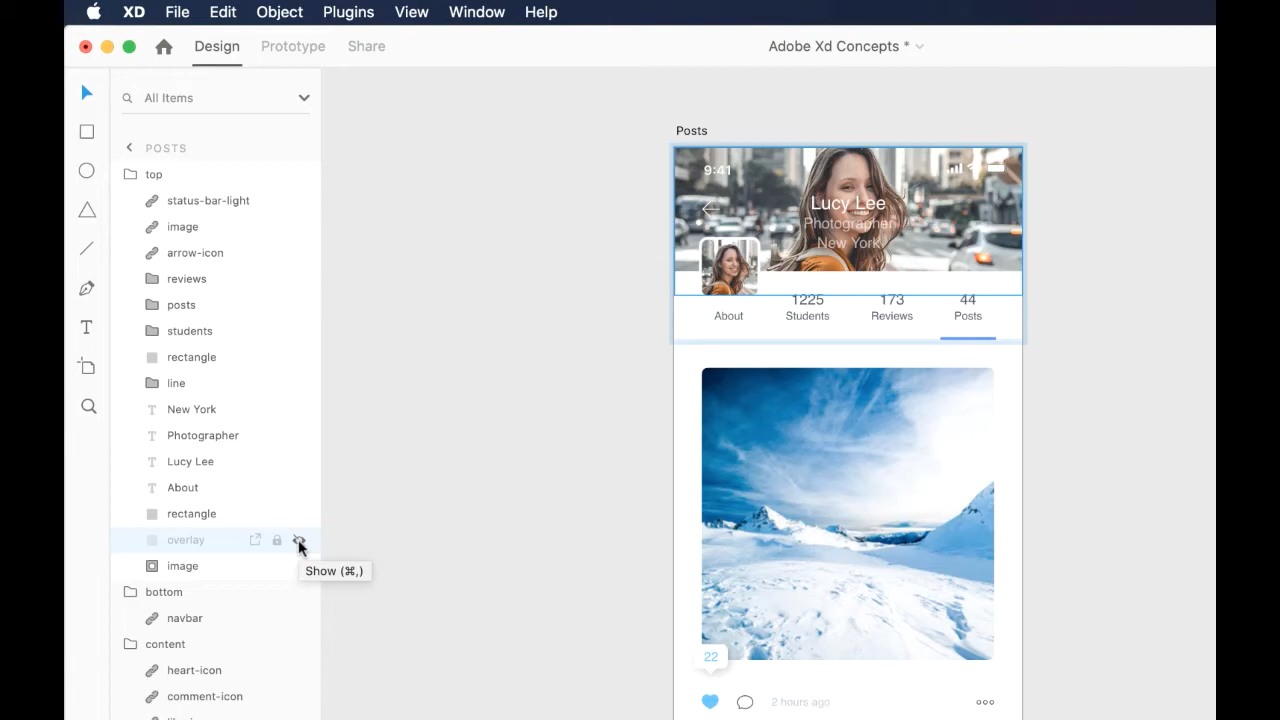 XD File Edit Object Plugins View Window Help
Design Prototype Share
Adobe Xd Concepts *
All Items
POSTS
top
status-bar-light
image
arrow-icon
reviews
posts
students
rectangle
line
New York
Photographer
Lucy Lee
About
rectangle
overlay
image
Show (⌘,)
bottom
navbar
content
heart-icon
comment-icon
Posts
9:41
Lucy Lee
Photographer
New York
1225 173 44
About Students Reviews Posts
22
2 hours ago